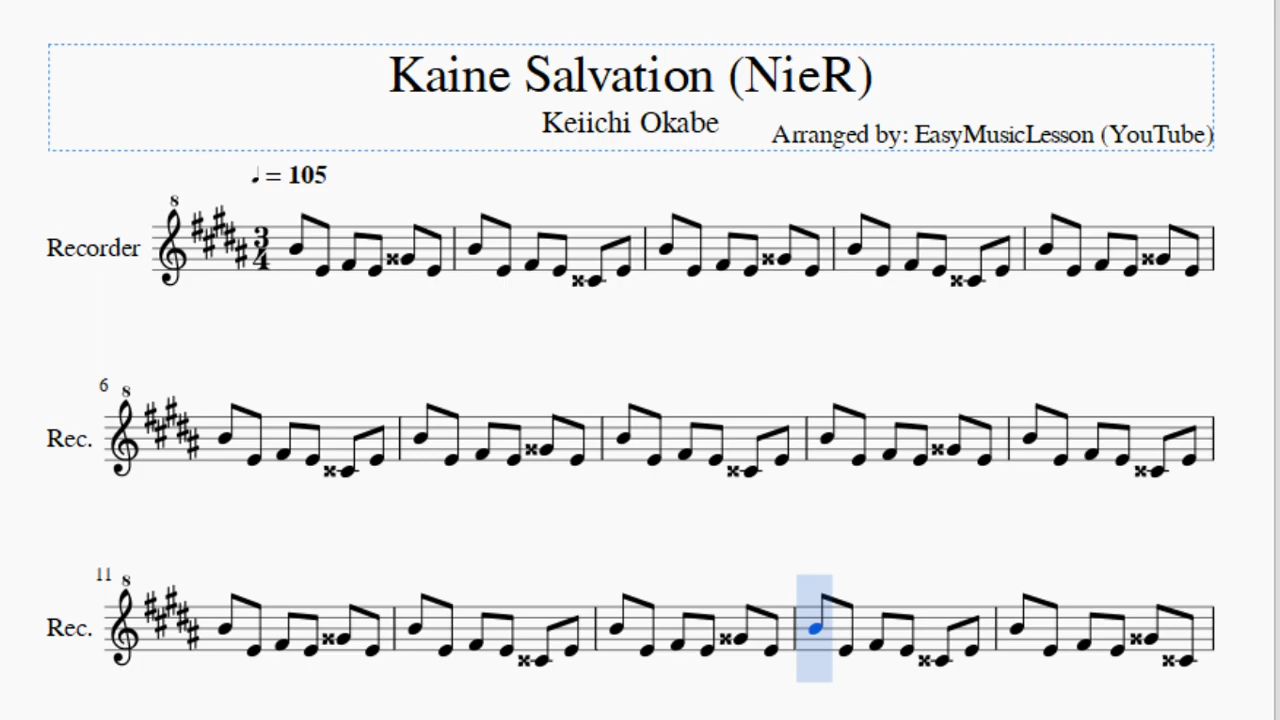 Kaine Salvation (NieR)
Keiichi Okabe
Arranged by: EasyMusicLesson (YouTube)
♩ = 105
8
Recorder
3
4
6
8
Rec.
11
8
Rec.